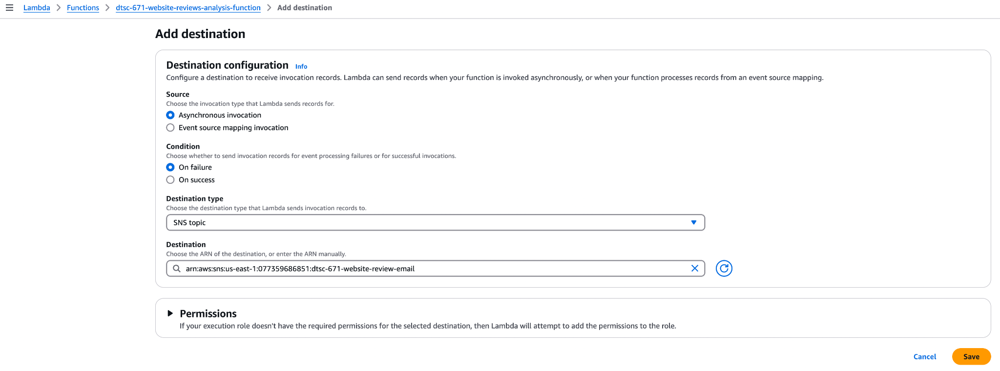 Lambda > Functions > dtsc-671-website-reviews-analysis-function > Add destination
Add destination
Destination configuration Info
Configure a destination to receive invocation records. Lambda can send records when your function is invoked asynchronously, or when your function processes records from an event source mapping.
Source
Choose the invocation type that Lambda sends records for.
Asynchronous invocation
Event source mapping invocation
Condition
Choose whether to send invocation records for event processing failures or for successful invocations.
On failure
On success
Destination type
Choose the destination type that Lambda sends invocation records to.
SNS topic
Destination
Choose the ARN of the destination, or enter the ARN manually.
arn:aws:sns:us-east-1:077359686851:dtsc-671-website-review-email
Permissions
If your execution role doesn't have the required permissions for the selected destination, then Lambda will attempt to add the permissions to the role.
Cancel Save